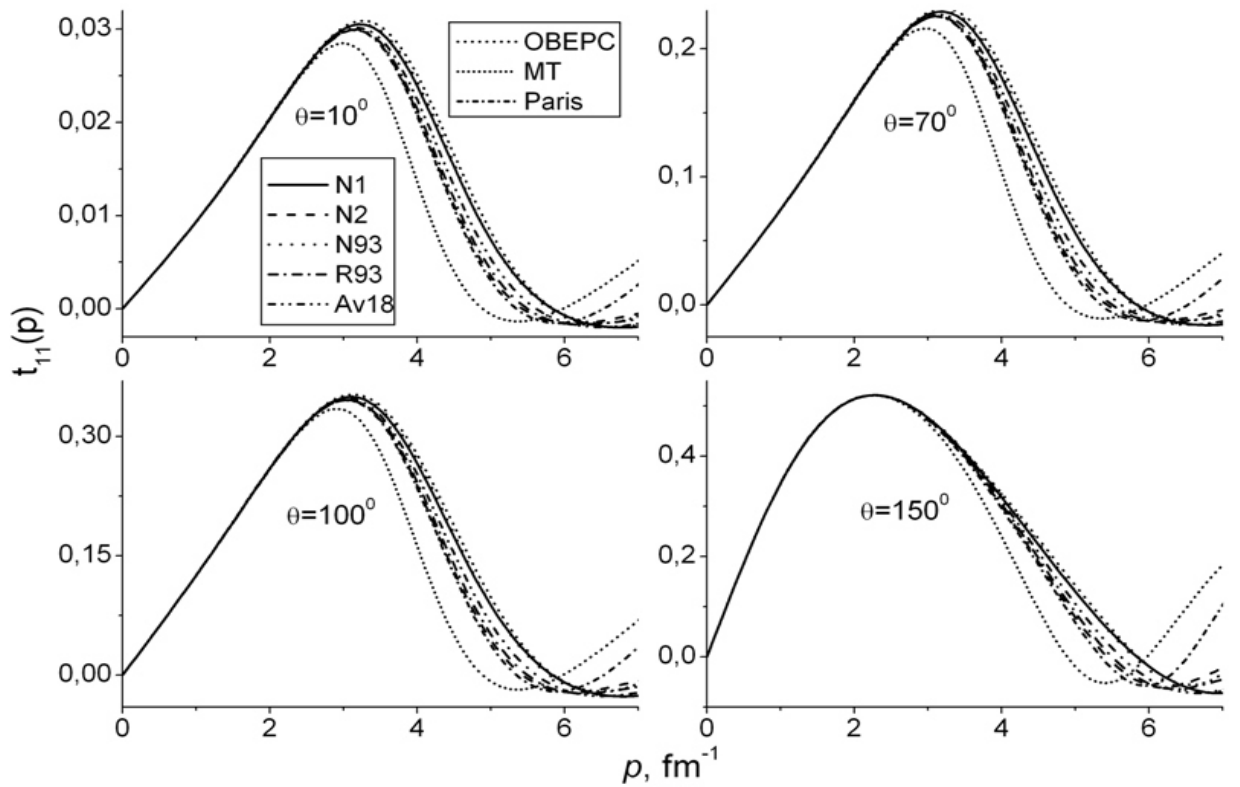 t11(p)
0,03
0,02
0,01
0,00
0 2 4 6
θ=10⁰
OBEPC
MT
Paris
N1
N2
N93
R93
Av18
0,2
0,1
0,0
0 2 4 6
θ=70⁰
0,30
0,15
0,00
0 2 4 6
θ=100⁰
0,4
0,2
0,0
0 2 4 6
θ=150⁰
p, fm⁻¹